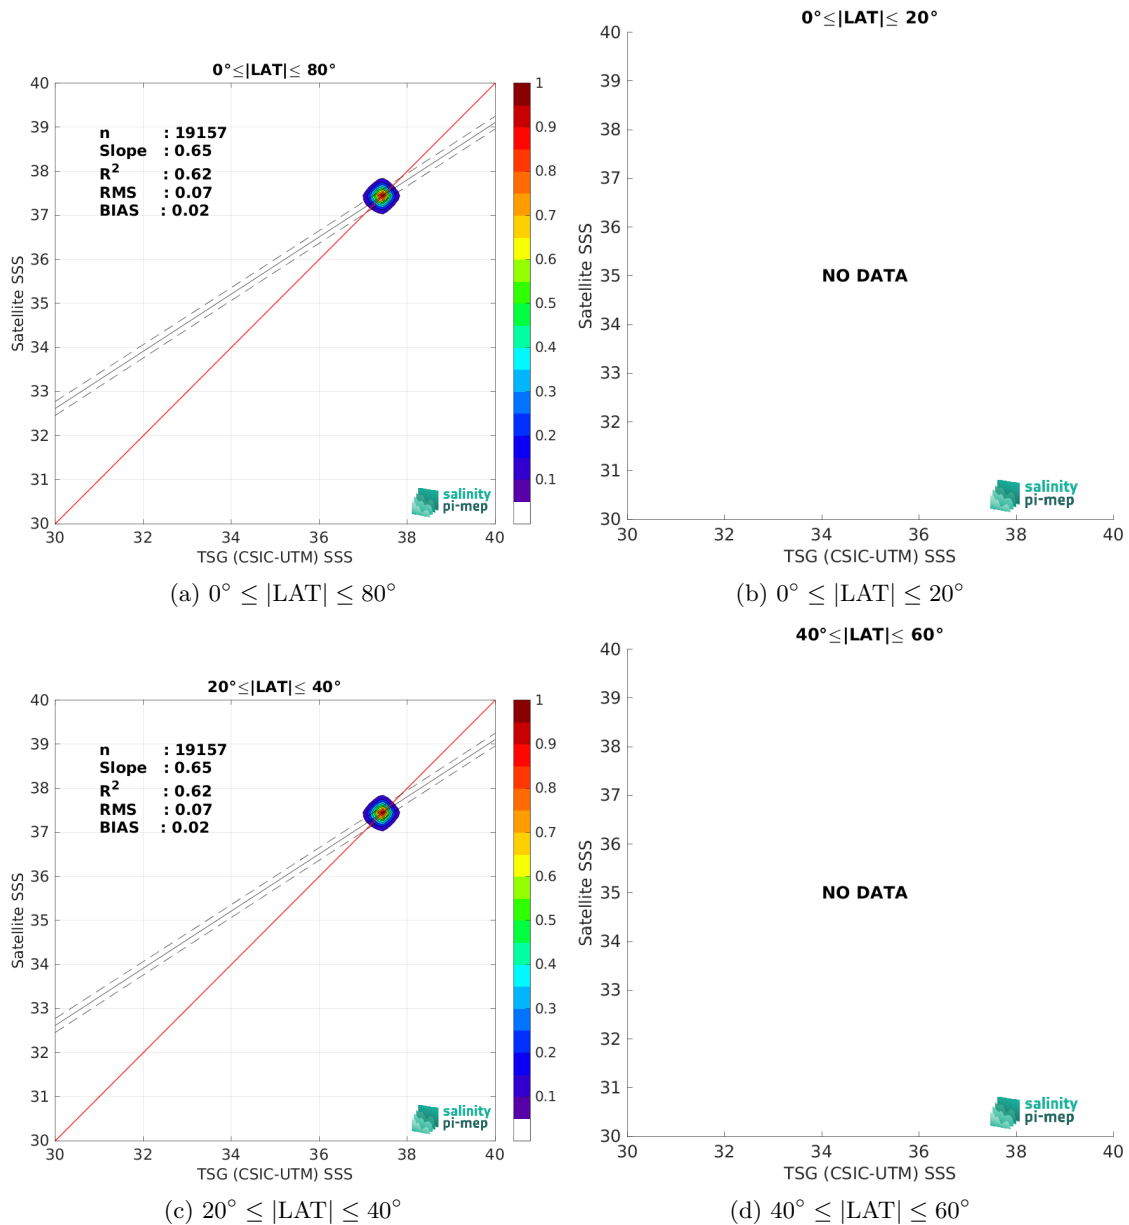 0°≤|LAT|≤ 80°
40
39
38
37
36
35
34
33
32
31
30
Satellite SSS
n : 19157
Slope : 0.65
R² : 0.62
RMS : 0.07
BIAS : 0.02
1
0.9
0.8
0.7
0.6
0.5
0.4
0.3
0.2
0.1
salinity
pi-mep
30 32 34 36 38 40
TSG (CSIC-UTM) SSS
(a) 0° ≤ |LAT| ≤ 80°
0°≤|LAT|≤ 20°
40
39
38
37
36
35
34
33
32
31
30
Satellite SSS
NO DATA
salinity
pi-mep
30 32 34 36 38 40
TSG (CSIC-UTM) SSS
(b) 0° ≤ |LAT| ≤ 20°
20°≤|LAT|≤ 40°
40
39
38
37
36
35
34
33
32
31
30
Satellite SSS
n : 19157
Slope : 0.65
R² : 0.62
RMS : 0.07
BIAS : 0.02
1
0.9
0.8
0.7
0.6
0.5
0.4
0.3
0.2
0.1
salinity
pi-mep
30 32 34 36 38 40
TSG (CSIC-UTM) SSS
(c) 20° ≤ |LAT| ≤ 40°
40°≤|LAT|≤ 60°
40
39
38
37
36
35
34
33
32
31
30
Satellite SSS
NO DATA
salinity
pi-mep
30 32 34 36 38 40
TSG (CSIC-UTM) SSS
(d) 40° ≤ |LAT| ≤ 60°